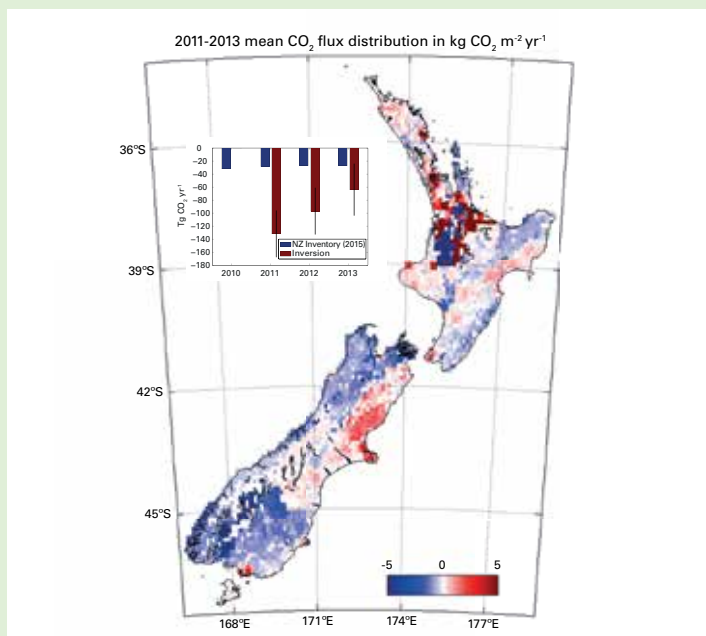 2011-2013 mean CO₂ flux distribution in kg CO₂ m⁻² yr⁻¹
36°S
39°S
42°S
45°S
0
−20
−40
−60
−80
−100
−120
−140
−160
−180
Tg CO₂ yr⁻¹
NZ Inventory (2015)
Inversion
2010 2011 2012 2013
-5 0 5
168°E 171°E 174°E 177°E